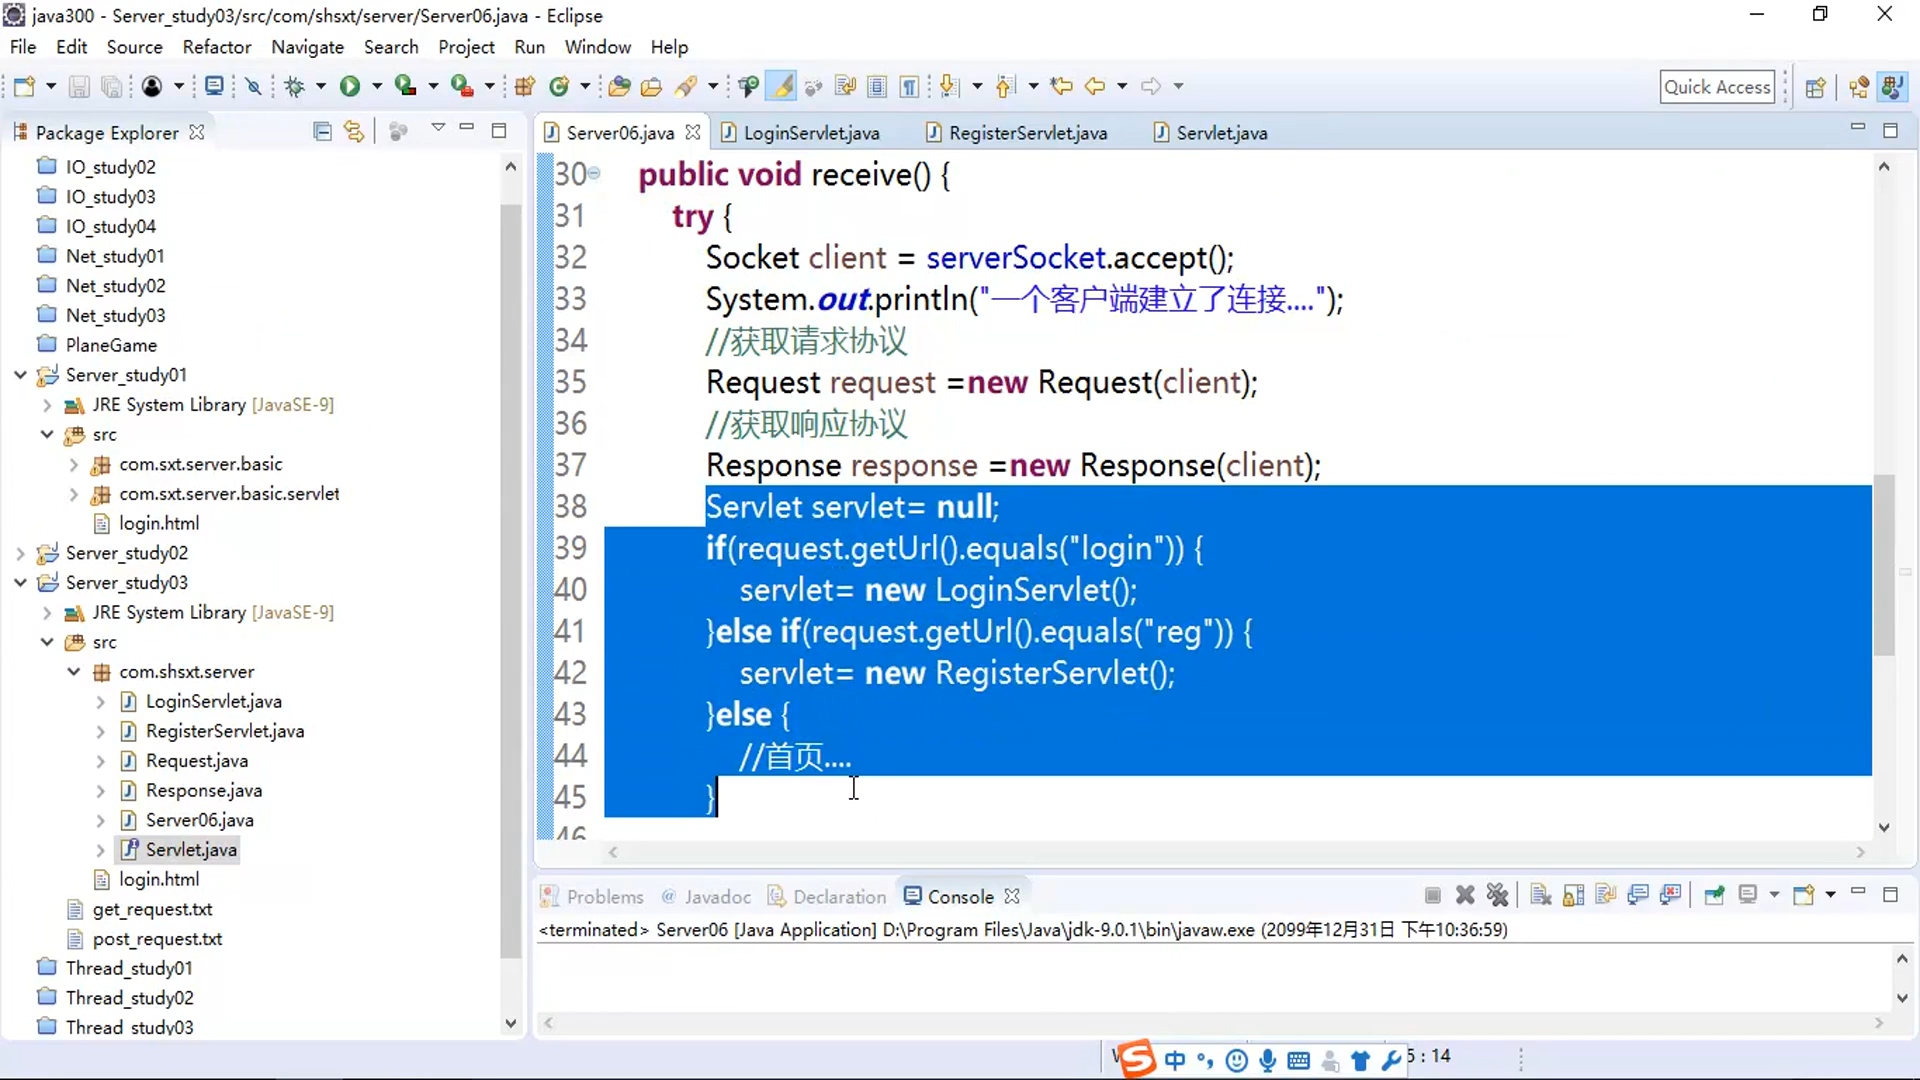 java300 - Server_study03/src/com/shsxt/server/Server06.java - Eclipse
File Edit Source Refactor Navigate Search Project Run Window Help
Quick Access
Package Explorer
IO_study02
IO_study03
IO_study04
Net_study01
Net_study02
Net_study03
PlaneGame
Server_study01
JRE System Library [JavaSE-9]
src
com.sxt.server.basic
com.sxt.server.basic.servlet
login.html
Server_study02
Server_study03
JRE System Library [JavaSE-9]
src
com.shsxt.server
LoginServlet.java
RegisterServlet.java
Request.java
Response.java
Server06.java
Servlet.java
login.html
get_request.txt
post_request.txt
Thread_study01
Thread_study02
Thread_study03
Server06.java LoginServlet.java RegisterServlet.java Servlet.java
30 public void receive() {
31 try {
32 Socket client = serverSocket.accept();
33 System.out.println("一个客户端建立了连接....");
34 //获取请求协议
35 Request request =new Request(client);
36 //获取响应协议
37 Response response =new Response(client);
38 Servlet servlet= null;
39 if(request.getUrl().equals("login")) {
40 servlet= new LoginServlet();
41 }else if(request.getUrl().equals("reg")) {
42 servlet= new RegisterServlet();
43 }else {
44 //首页....
45 }
46
Problems Javadoc Declaration Console
<terminated> Server06 [Java Application] D:\Program Files\Java\jdk-9.0.1\bin\javaw.exe (2099年12月31日 下午10:36:59)
中 5 : 14